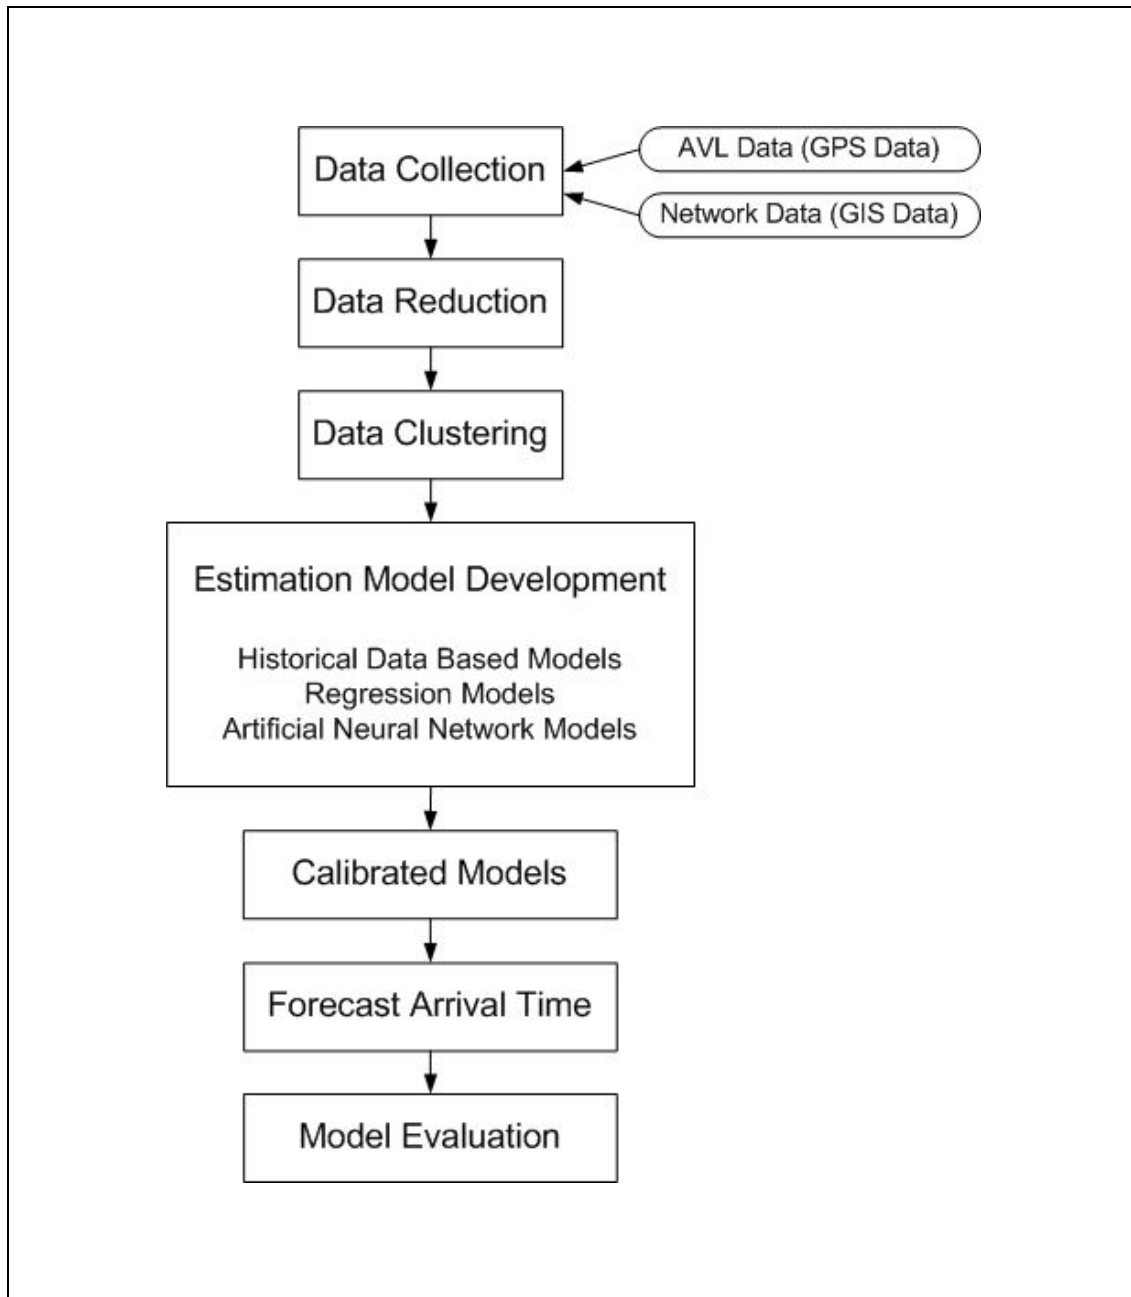 Data Collection
AVL Data (GPS Data)
Network Data (GIS Data)
Data Reduction
Data Clustering
Estimation Model Development
Historical Data Based Models
Regression Models
Artificial Neural Network Models
Calibrated Models
Forecast Arrival Time
Model Evaluation